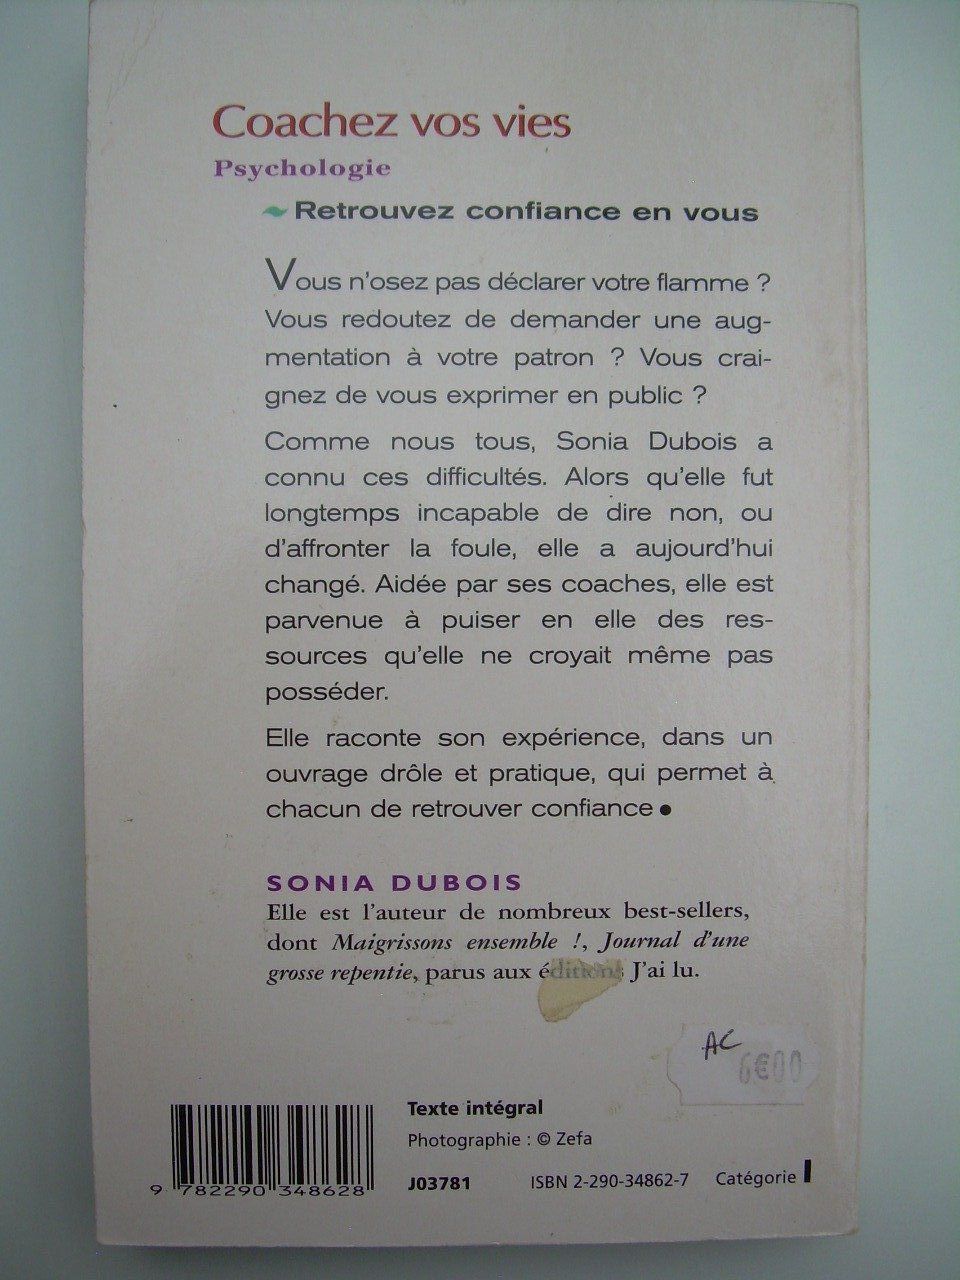 Coachez vos vies
Psychologie
Retrouvez confiance en vous
Vous n'osez pas déclarer votre flamme ?
Vous redoutez de demander une aug-
mentation à votre patron ? Vous crai-
gnez de vous exprimer en public ?
Comme nous tous, Sonia Dubois a
connu ces difficultés. Alors qu'elle fut
longtemps incapable de dire non, ou
d'affronter la foule, elle a aujourd'hui
changé. Aidée par ses coaches, elle est
parvenue à puiser en elle des res-
sources qu'elle ne croyait même pas
posséder.
Elle raconte son expérience, dans un
ouvrage drôle et pratique, qui permet à
chacun de retrouver confiance ●
SONIA DUBOIS
Elle est l'auteur de nombreux best-sellers,
dont Maigrissons ensemble !, Journal d'une
grosse repentie, parus aux éditions J'ai lu.
AC
6€00
Texte intégral
Photographie : © Zefa
9 782290 348628
J03781 ISBN 2-290-34862-7 Catégorie I